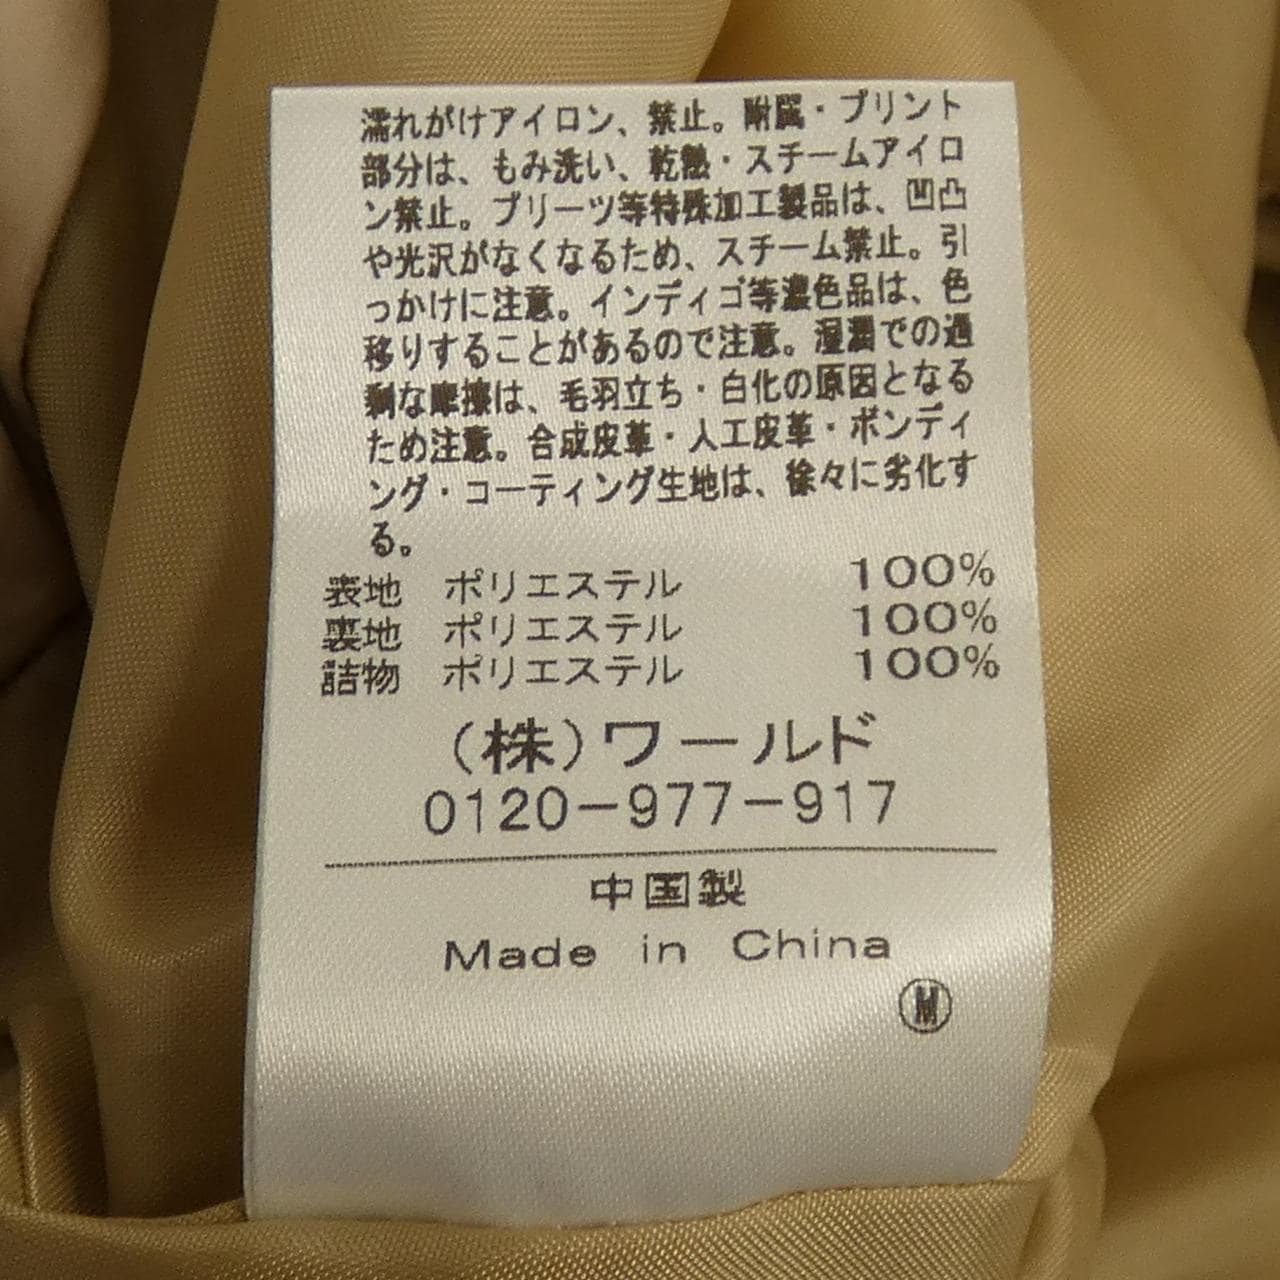 濡れがけアイロン、禁止。附属・プリント
部分は、もみ洗い、乾熱・スチームアイロ
ン禁止。プリーツ等特殊加工製品は、凹凸
や光沢がなくなるため、スチーム禁止。引
っかけに注意。インディゴ等濃色品は、色
移りすることがあるので注意。湿潤での過
剰な摩擦は、毛羽立ち・白化の原因となる
ため注意。合成皮革・人工皮革・ボンディ
ング・コーティング生地は、徐々に劣化す
る。
表地 ポリエステル 100%
裏地 ポリエステル 100%
詰物 ポリエステル 100%
(株)ワールド
0120-977-917
中国製
Made in China
Ⓜ